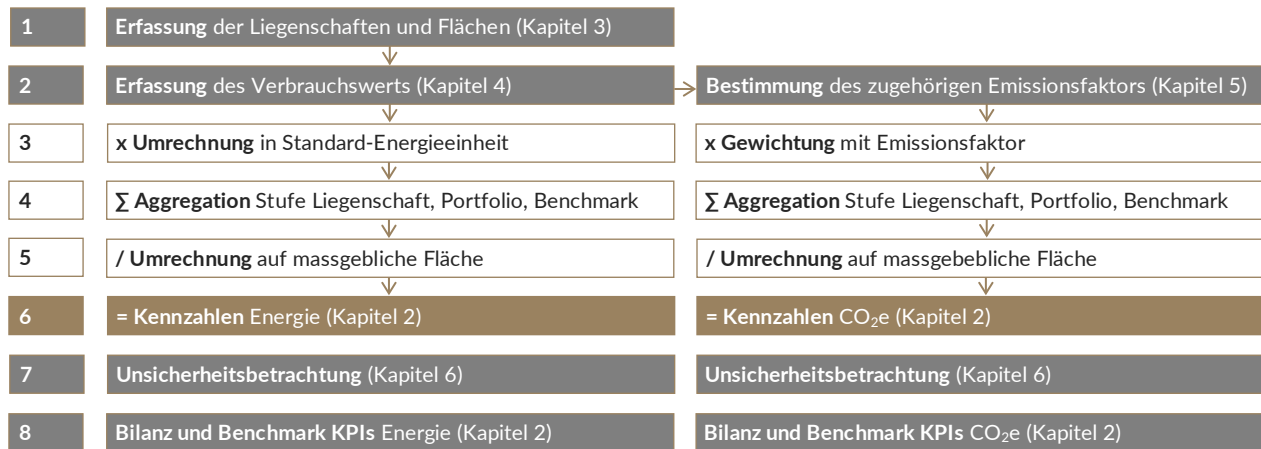 1 Erfassung der Liegenschaften und Flächen (Kapitel 3)
2 Erfassung des Verbrauchswerts (Kapitel 4) Bestimmung des zugehörigen Emissionsfaktors (Kapitel 5)
3 x Umrechnung in Standard-Energieeinheit x Gewichtung mit Emissionsfaktor
4 ∑ Aggregation Stufe Liegenschaft, Portfolio, Benchmark ∑ Aggregation Stufe Liegenschaft, Portfolio, Benchmark
5 / Umrechnung auf massgebliche Fläche / Umrechnung auf massgebebliche Fläche
6 = Kennzahlen Energie (Kapitel 2) = Kennzahlen CO₂e (Kapitel 2)
7 Unsicherheitsbetrachtung (Kapitel 6) Unsicherheitsbetrachtung (Kapitel 6)
8 Bilanz und Benchmark KPIs Energie (Kapitel 2) Bilanz und Benchmark KPIs CO₂e (Kapitel 2)